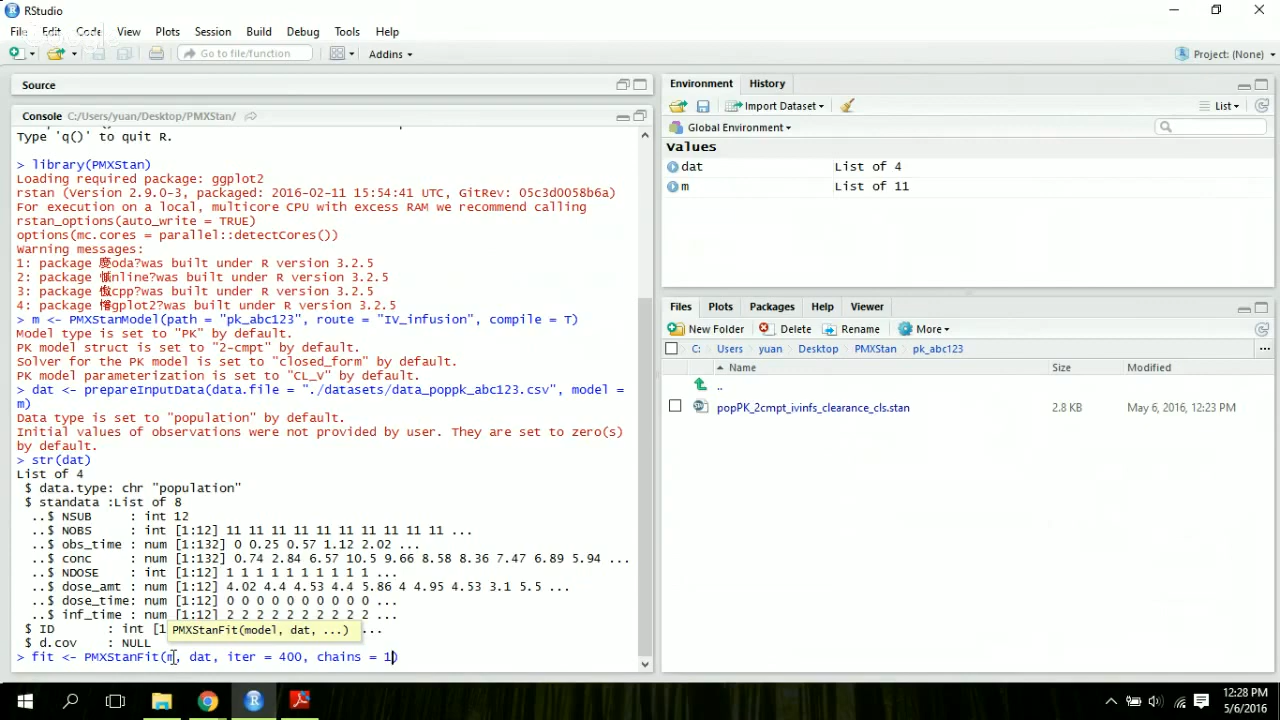 RStudio
File Edit Code View Plots Session Build Debug Tools Help
Go to file/function
Addins
Project: (None)
Source
Console C:/Users/yuan/Desktop/PMXStan/
Type 'q()' to quit R.
> library(PMXStan)
Loading required package: ggplot2
rstan (Version 2.9.0-3, packaged: 2016-02-11 15:54:41 UTC, GitRev: 05c3d0058b6a)
For execution on a local, multicore CPU with excess RAM we recommend calling
rstan_options(auto_write = TRUE)
options(mc.cores = parallel::detectCores())
Warning messages:
1: package 慶oda?was built under R version 3.2.5
2: package nline?was built under R version 3.2.5
3: package cpp?was built under R version 3.2.5
4: package gplot2?was built under R version 3.2.5
> m <- PMXStanModel(path = "pk_abc123", route = "IV_infusion", compile = T)
Model type is set to "PK" by default.
PK model struct is set to "2-cmpt" by default.
Solver for the PK model is set to "closed_form" by default.
PK model parameterization is set to "CL_V" by default.
> dat <- prepareInputData(data.file = "./datasets/data_poppk_abc123.csv", model =
m)
Data type is set to "population" by default.
Initial values of observations were not provided by user. They are set to zero(s)
by default.
> str(dat)
List of 4
$ data.type: chr "population"
$ standata :List of 8
..$ NSUB : int 12
..$ NOBS : int [1:12] 11 11 11 11 11 11 11 11 11 11 ...
..$ obs_time : num [1:132] 0 0.25 0.57 1.12 2.02 ...
..$ conc : num [1:132] 0.74 2.84 6.57 10.5 9.66 8.58 8.36 7.47 6.89 5.94 ...
..$ NDOSE : int [1:12] 1 1 1 1 1 1 1 1 1 1 ...
..$ dose_amt : num [1:12] 4.02 4.4 4.53 4.4 5.86 4 4.95 4.53 3.1 5.5 ...
..$ dose_time: num [1:12] 0 0 0 0 0 0 0 0 0 0 ...
..$ inf_time : num [1:12] 2 2 2 2 2 2 2 2 2 2 ...
$ ID : int [1 ...
PMXStanFit(model, dat, ...)
$ d.cov : NULL
> fit <- PMXStanFit(m, dat, iter = 400, chains = 1)
Environment History
Import Dataset
List
Global Environment
Values
dat List of 4
m List of 11
Files Plots Packages Help Viewer
New Folder Delete Rename More
C: Users yuan Desktop PMXStan pk_abc123
Name Size Modified
..
popPK_2cmpt_ivinfs_clearance_cls.stan 2.8 KB May 6, 2016, 12:23 PM
12:28 PM
5/6/2016